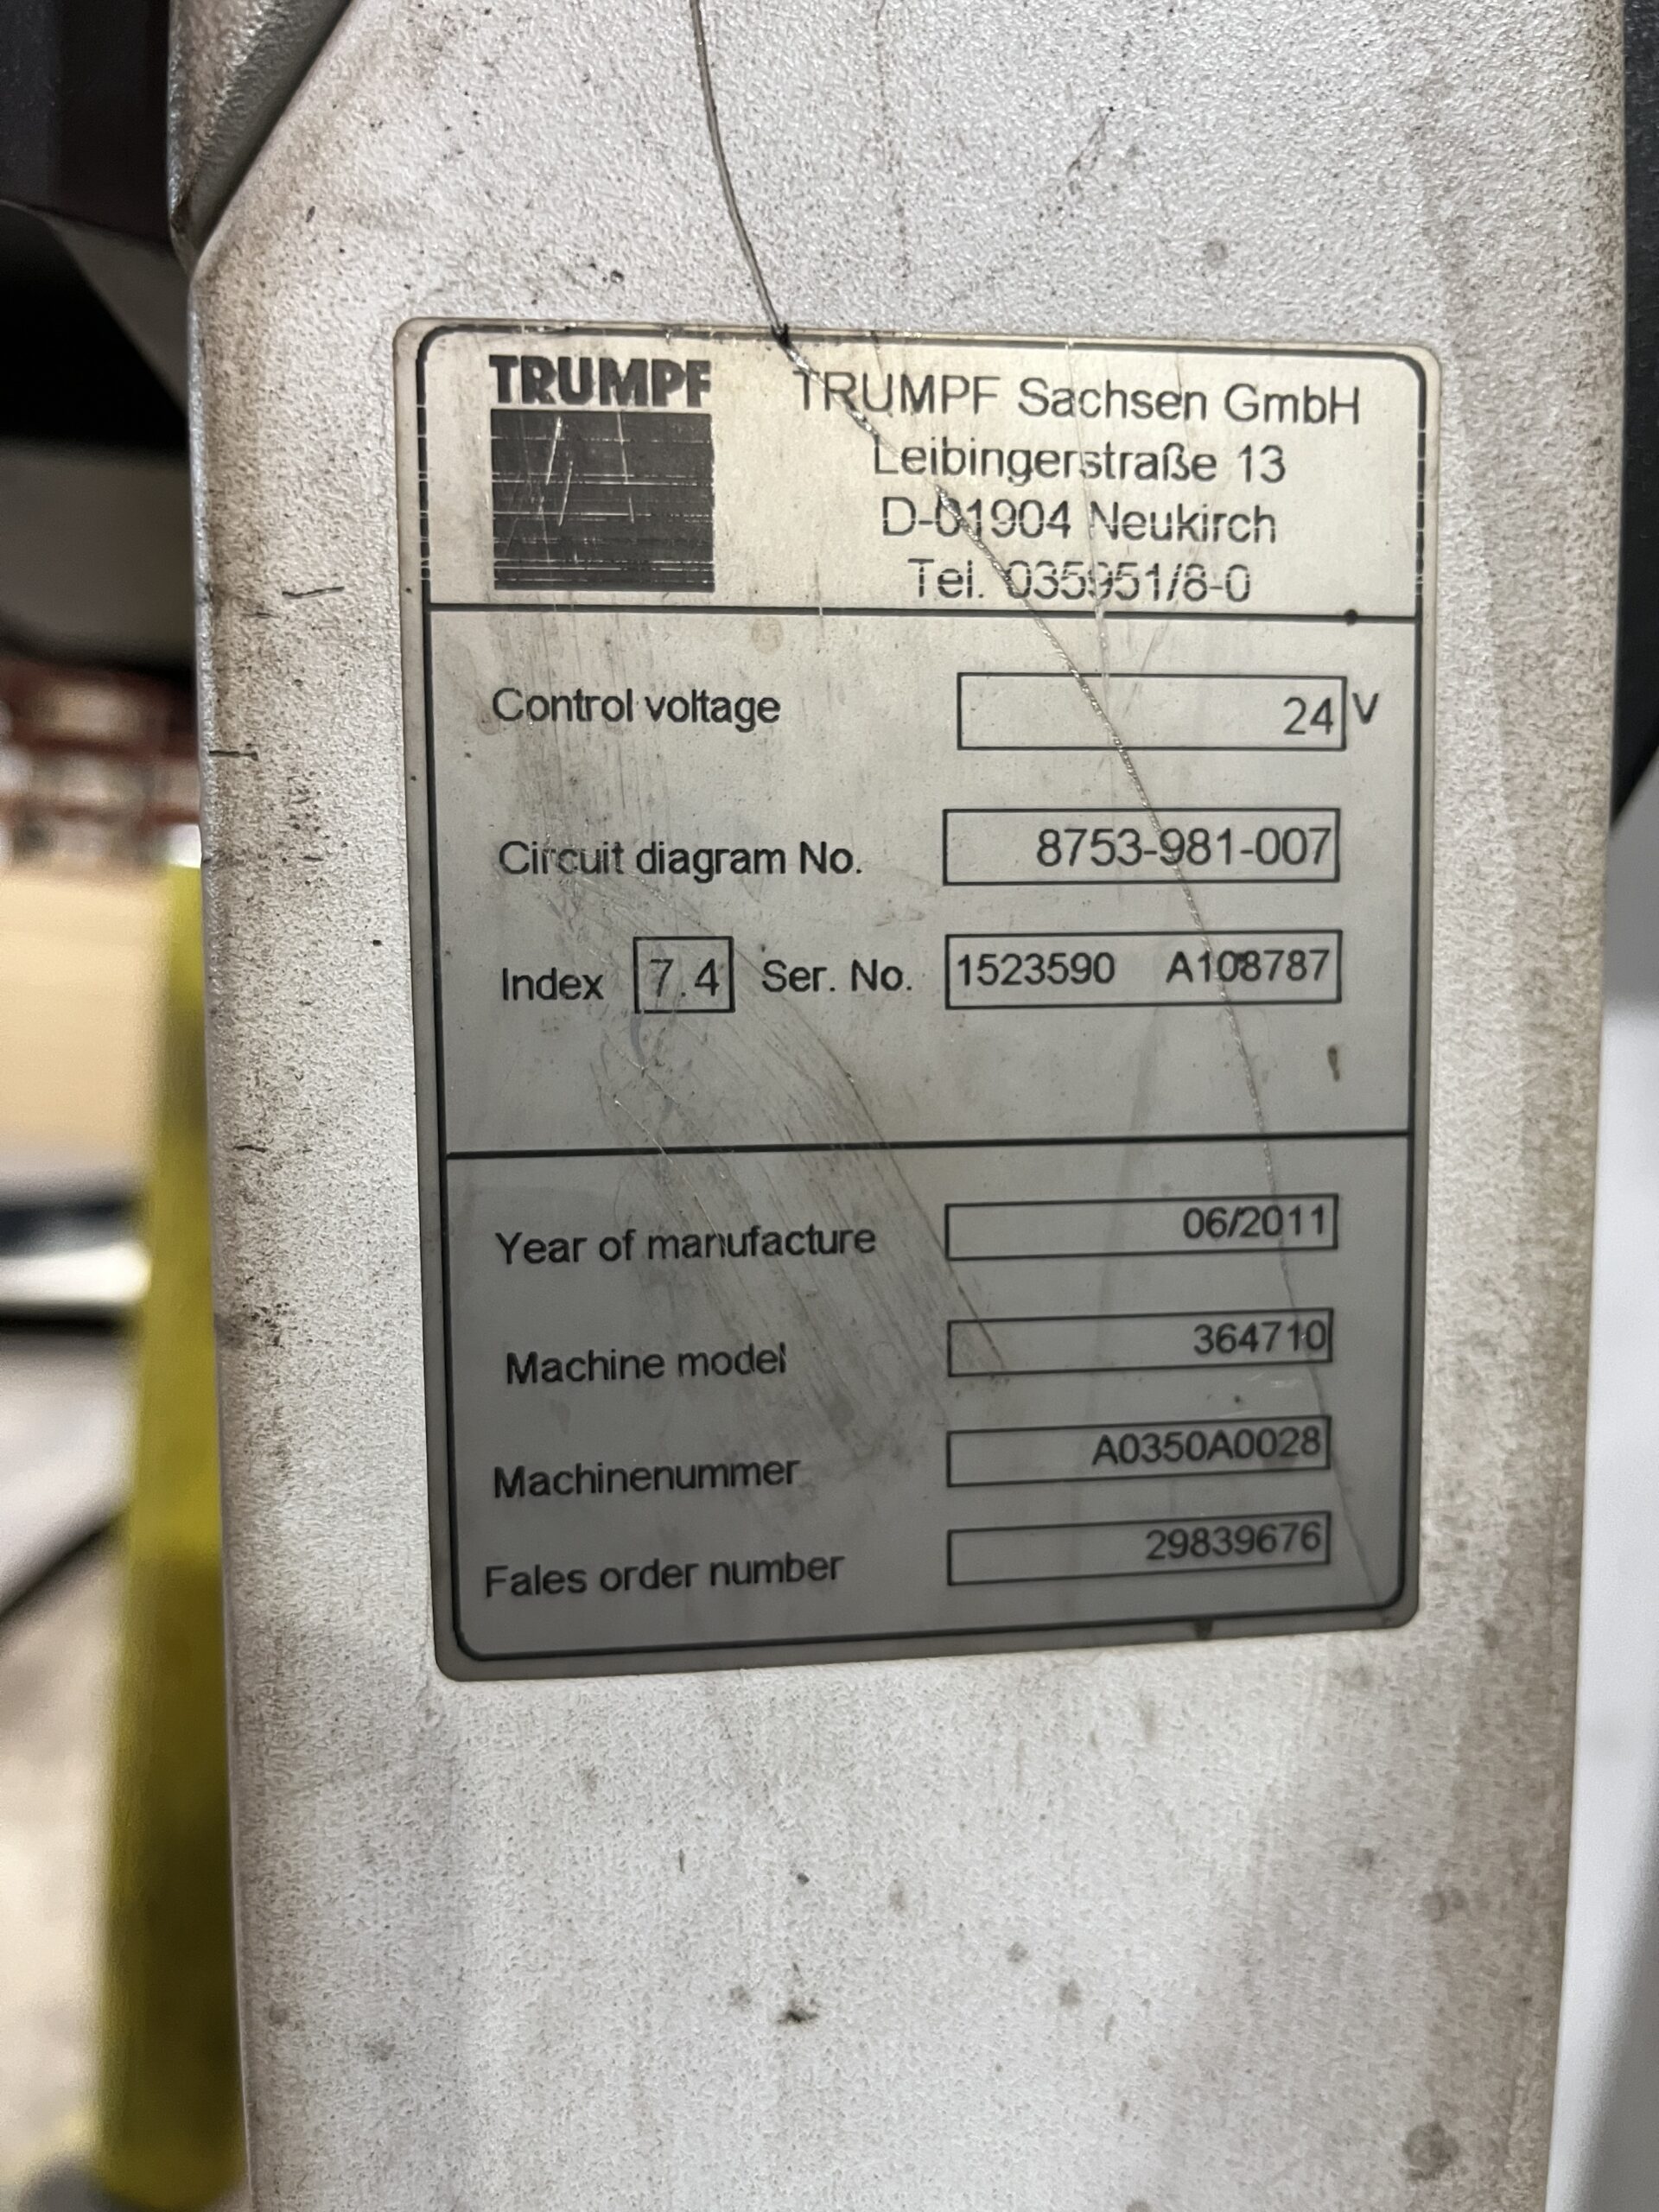 TRUMPF
TRUMPF Sachsen GmbH
Leibingerstraße 13
D-01904 Neukirch
Tel. 035951/8-0
Control voltage 24 V
Circuit diagram No. 8753-981-007
Index 7.4 Ser. No. 1523590 A108787
Year of manufacture 06/2011
Machine model 364710
Machinenummer A0350A0028
Fales order number 29839676